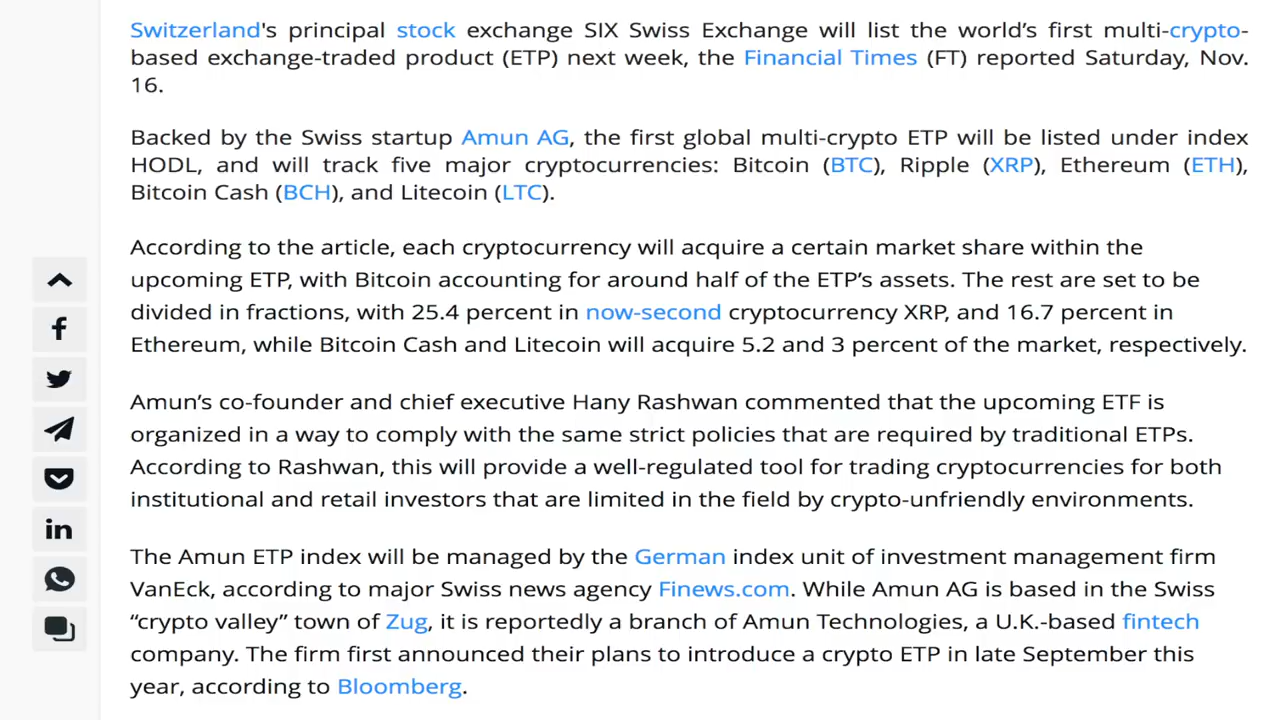 Switzerland's principal stock exchange SIX Swiss Exchange will list the world’s first multi-crypto-
based exchange-traded product (ETP) next week, the Financial Times (FT) reported Saturday, Nov.
16.
Backed by the Swiss startup Amun AG, the first global multi-crypto ETP will be listed under index
HODL, and will track five major cryptocurrencies: Bitcoin (BTC), Ripple (XRP), Ethereum (ETH),
Bitcoin Cash (BCH), and Litecoin (LTC).
According to the article, each cryptocurrency will acquire a certain market share within the
upcoming ETP, with Bitcoin accounting for around half of the ETP’s assets. The rest are set to be
divided in fractions, with 25.4 percent in now-second cryptocurrency XRP, and 16.7 percent in
Ethereum, while Bitcoin Cash and Litecoin will acquire 5.2 and 3 percent of the market, respectively.
Amun’s co-founder and chief executive Hany Rashwan commented that the upcoming ETF is
organized in a way to comply with the same strict policies that are required by traditional ETPs.
According to Rashwan, this will provide a well-regulated tool for trading cryptocurrencies for both
institutional and retail investors that are limited in the field by crypto-unfriendly environments.
The Amun ETP index will be managed by the German index unit of investment management firm
VanEck, according to major Swiss news agency Finews.com. While Amun AG is based in the Swiss
“crypto valley” town of Zug, it is reportedly a branch of Amun Technologies, a U.K.-based fintech
company. The firm first announced their plans to introduce a crypto ETP in late September this
year, according to Bloomberg.